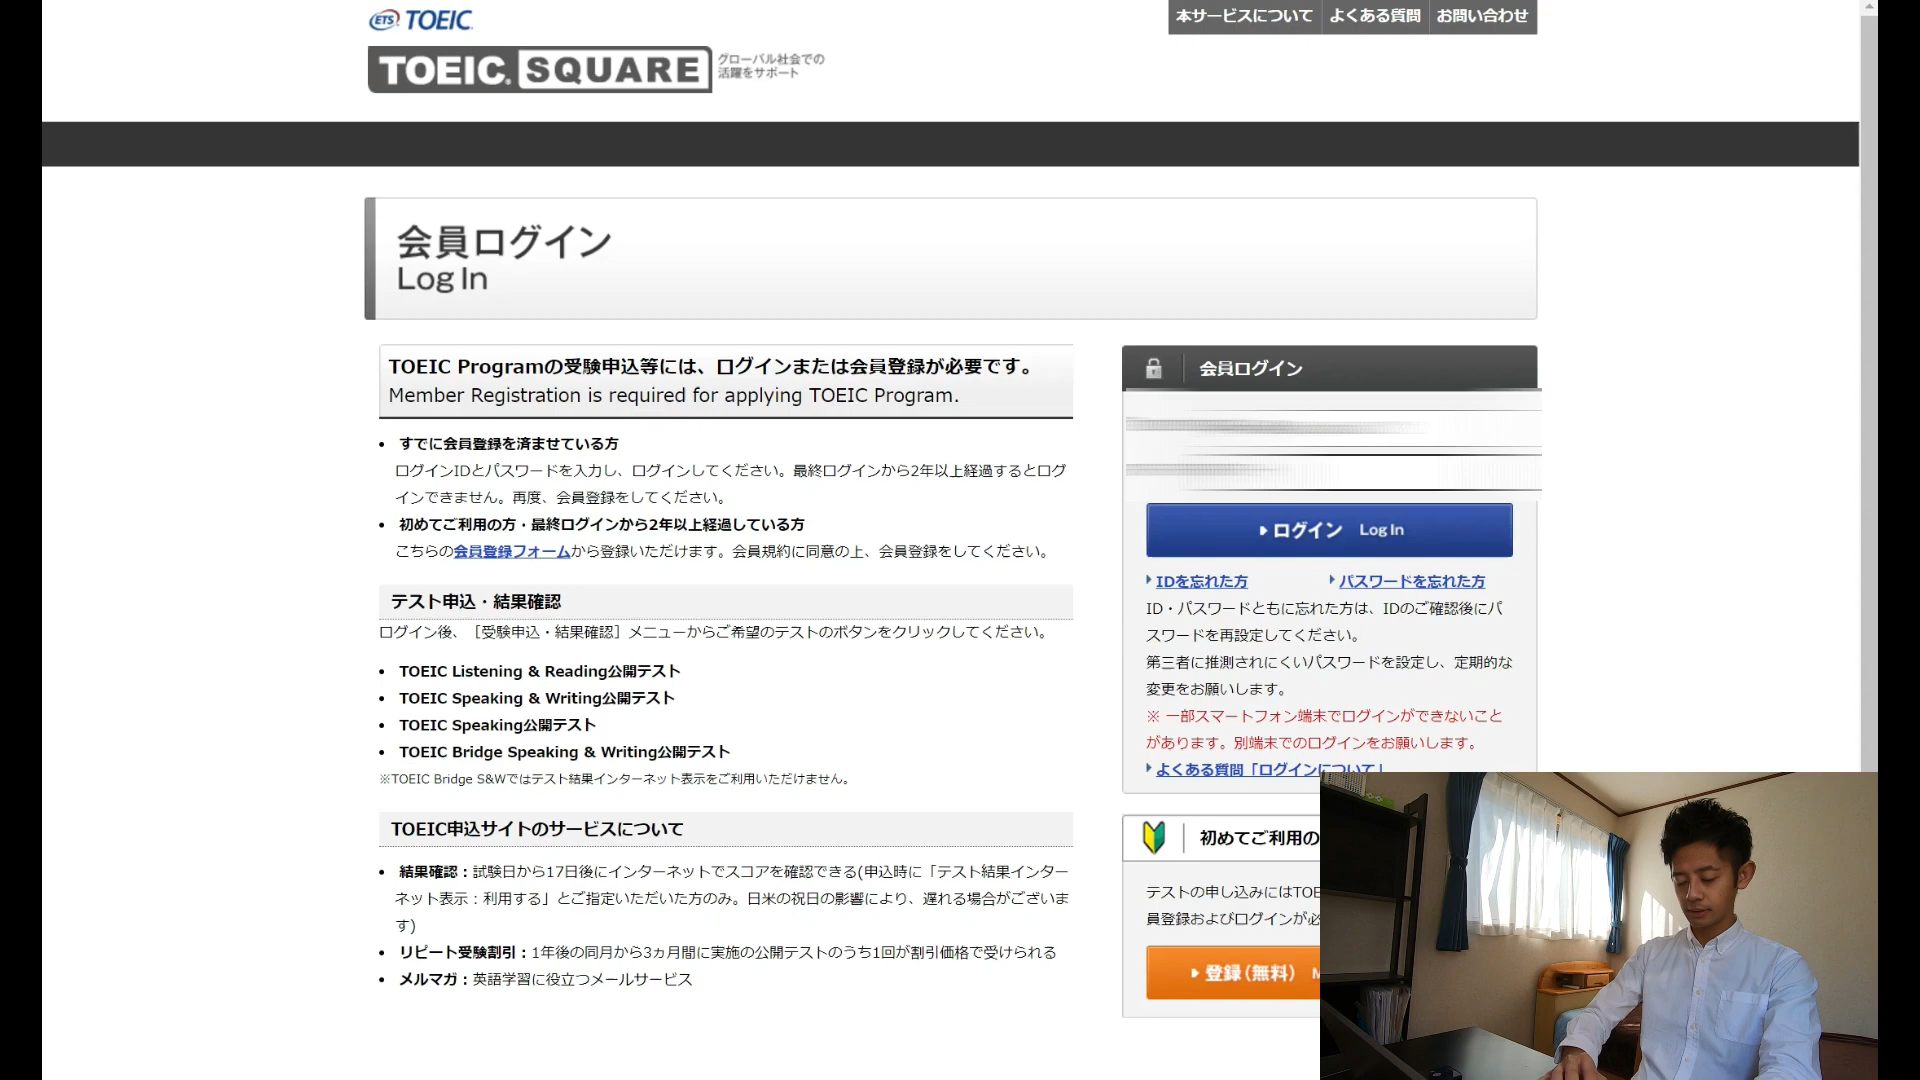 ETS TOEIC.
TOEIC. SQUARE
グローバル社会での
活躍をサポート
本サービスについて よくある質問 お問い合わせ
会員ログイン
Log In
TOEIC Programの受験申込等には、ログインまたは会員登録が必要です。
Member Registration is required for applying TOEIC Program.
• すでに会員登録を済ませている方
ログインIDとパスワードを入力し、ログインしてください。最終ログインから2年以上経過するとログ
インできません。再度、会員登録をしてください。
• 初めてご利用の方・最終ログインから2年以上経過している方
こちらの会員登録フォームから登録いただけます。会員規約に同意の上、会員登録をしてください。
テスト申込・結果確認
ログイン後、［受験申込・結果確認］メニューからご希望のテストのボタンをクリックしてください。
• TOEIC Listening & Reading公開テスト
• TOEIC Speaking & Writing公開テスト
• TOEIC Speaking公開テスト
• TOEIC Bridge Speaking & Writing公開テスト
※TOEIC Bridge S&Wではテスト結果インターネット表示をご利用いただけません。
TOEIC申込サイトのサービスについて
• 結果確認：試験日から17日後にインターネットでスコアを確認できる(申込時に「テスト結果インター
ネット表示：利用する」とご指定いただいた方のみ。日米の祝日の影響により、遅れる場合がございま
す)
• リピート受験割引：1年後の同月から3ヵ月間に実施の公開テストのうち1回が割引価格で受けられる
• メルマガ：英語学習に役立つメールサービス
会員ログイン
ログイン Log In
IDを忘れた方 パスワードを忘れた方
ID・パスワードともに忘れた方は、IDのご確認後にパ
スワードを再設定してください。
第三者に推測されにくいパスワードを設定し、定期的な
変更をお願いします。
※ 一部スマートフォン端末でログインができないこと
があります。別端末でのログインをお願いします。
よくある質問「ログインについて」
初めてご利用の
テストの申し込みにはTOE
員登録およびログインが必
登録（無料） M